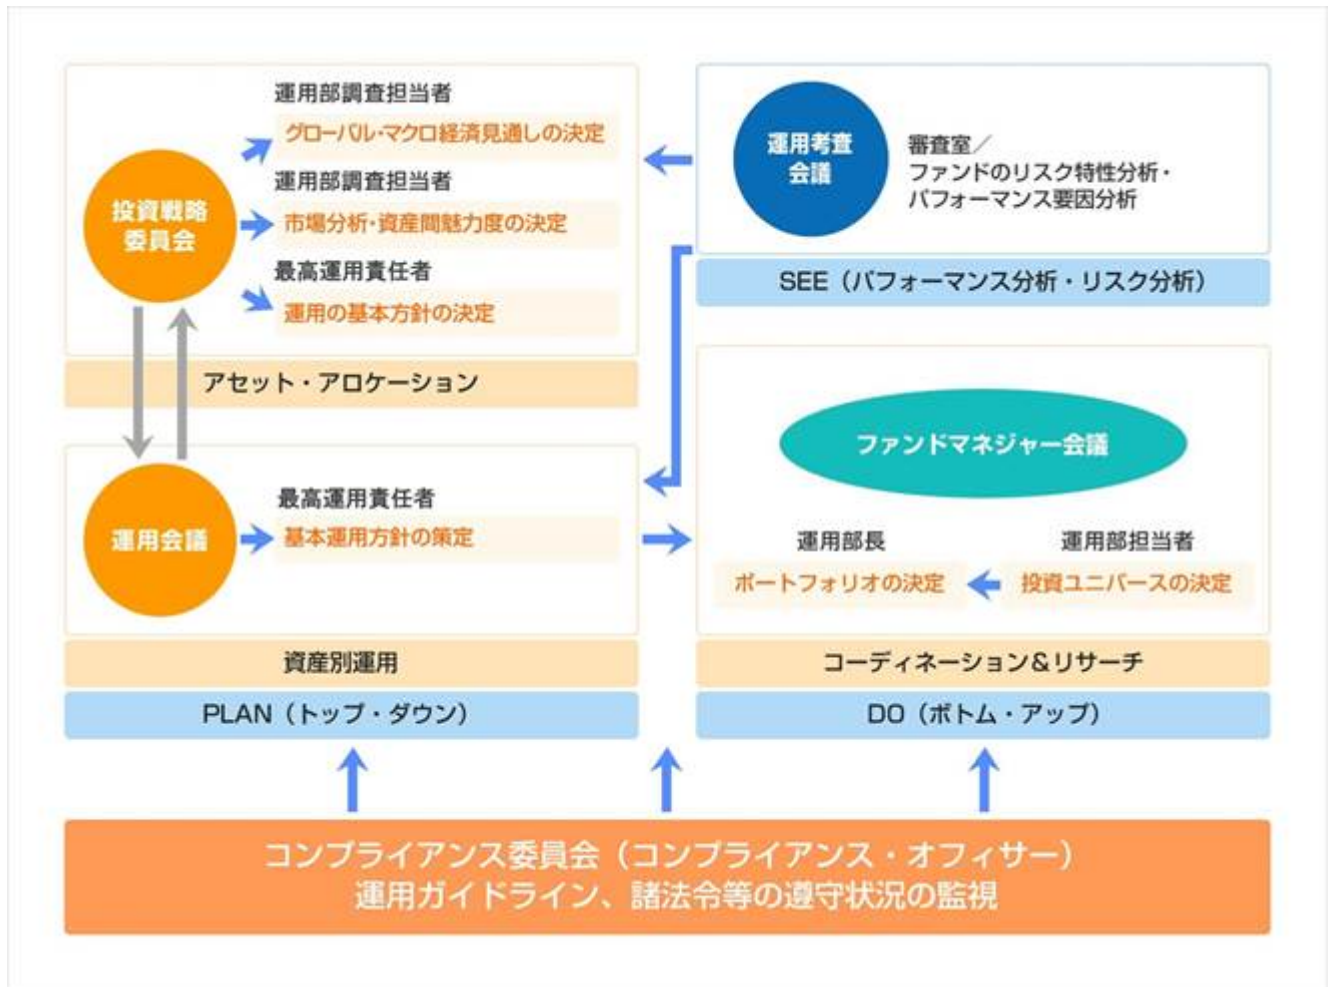 運用部調査担当者
グローバル・マクロ経済見通しの決定
投資戦略
委員会
運用部調査担当者
市場分析・資産間魅力度の決定
最高運用責任者
運用の基本方針の決定
アセット・アロケーション
運用会議
最高運用責任者
基本運用方針の策定
資産別運用
PLAN（トップ・ダウン）
運用考査
会議
審査室／
ファンドのリスク特性分析・
パフォーマンス要因分析
SEE（パフォーマンス分析・リスク分析）
ファンドマネジャー会議
運用部長
ポートフォリオの決定
運用部担当者
投資ユニバースの決定
コーディネーション＆リサーチ
DO（ボトム・アップ）
コンプライアンス委員会（コンプライアンス・オフィサー）
運用ガイドライン、諸法令等の遵守状況の監視